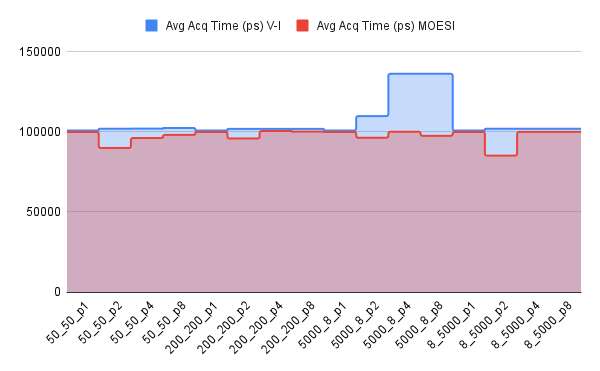 Avg Acq Time (ps) V-I
Avg Acq Time (ps) MOESI
150000
100000
50000
0
50_50_p1
50_50_p2
50_50_p4
50_50_p8
200_200_p1
200_200_p2
200_200_p4
200_200_p8
5000_8_p1
5000_8_p2
5000_8_p4
5000_8_p8
8_5000_p1
8_5000_p2
8_5000_p4
8_5000_p8